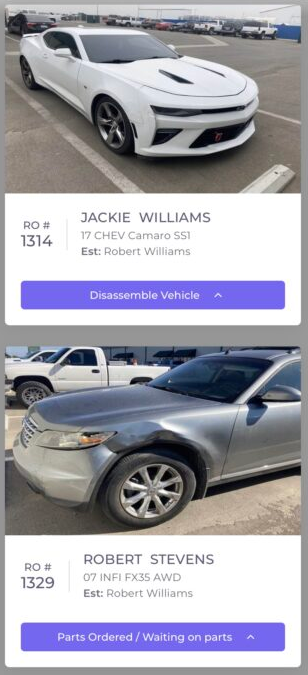 RO #
1314
JACKIE WILLIAMS
17 CHEV Camaro SS1
Est: Robert Williams
Disassemble Vehicle
RO #
1329
ROBERT STEVENS
07 INFI FX35 AWD
Est: Robert Williams
Parts Ordered / Waiting on parts